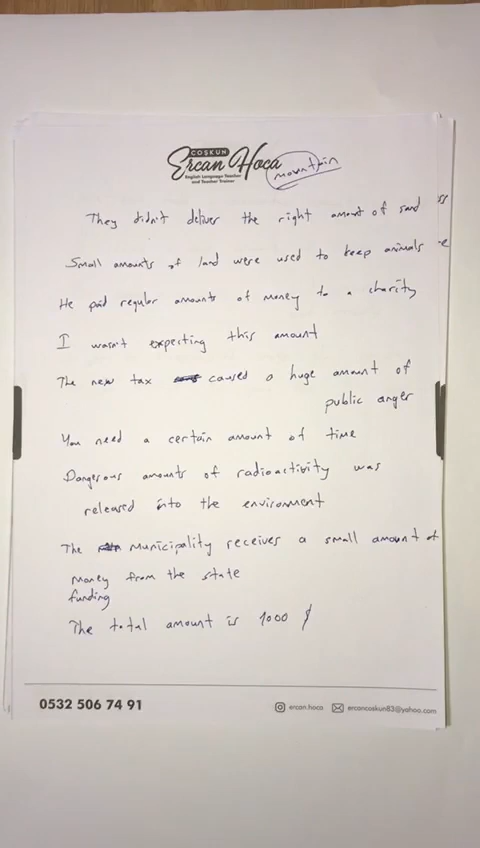 COŞKUN
Ercan Hoca
English Language Teacher
and Teacher Trainer
mountain
They didn't deliver the right amount of sand
Small amounts of land were used to keep animals
He paid regular amounts of money to a charity
I wasn't expecting this amount
The new tax caused a huge amount of
public anger
You need a certain amount of time
Dangerous amounts of radioactivity was
released into the environment
The Municipality receives a small amount of
money from the state
funding
The total amount is 1000 $
0532 506 74 91
ercan.hoca
ercancoskun83@yahoo.com